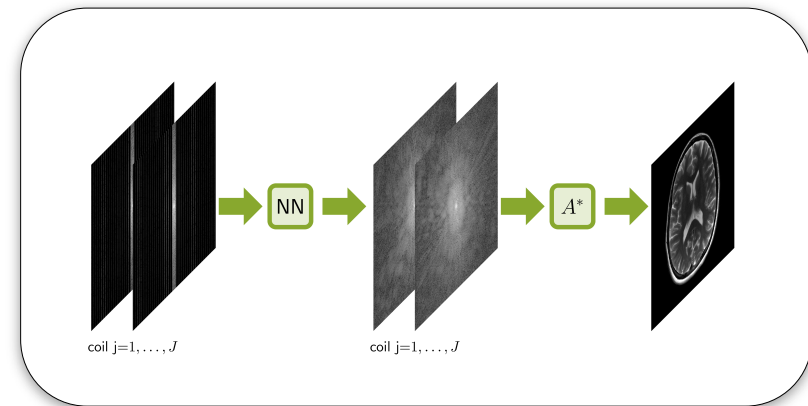 NN
A*
coil j=1, . . . , J
coil j=1, . . . , J